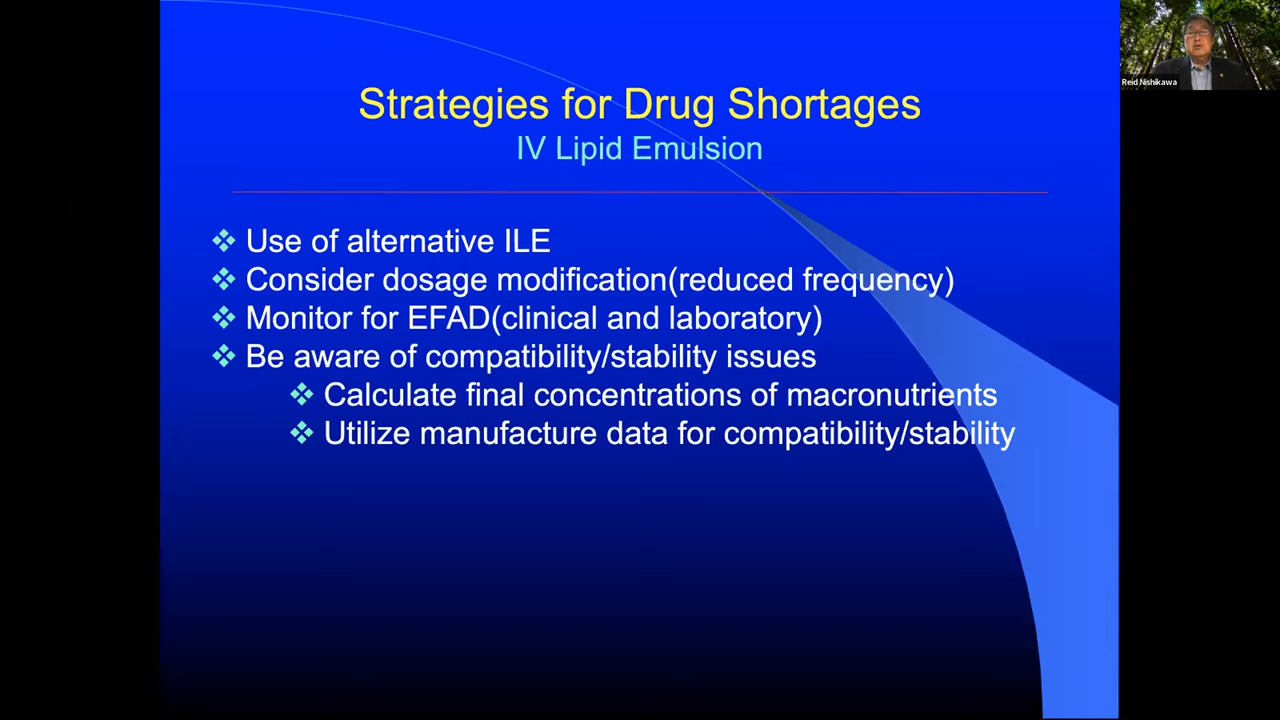 Strategies for Drug Shortages
IV Lipid Emulsion
Reid Nishikawa
❖ Use of alternative ILE
❖ Consider dosage modification(reduced frequency)
❖ Monitor for EFAD(clinical and laboratory)
❖ Be aware of compatibility/stability issues
❖ Calculate final concentrations of macronutrients
❖ Utilize manufacture data for compatibility/stability